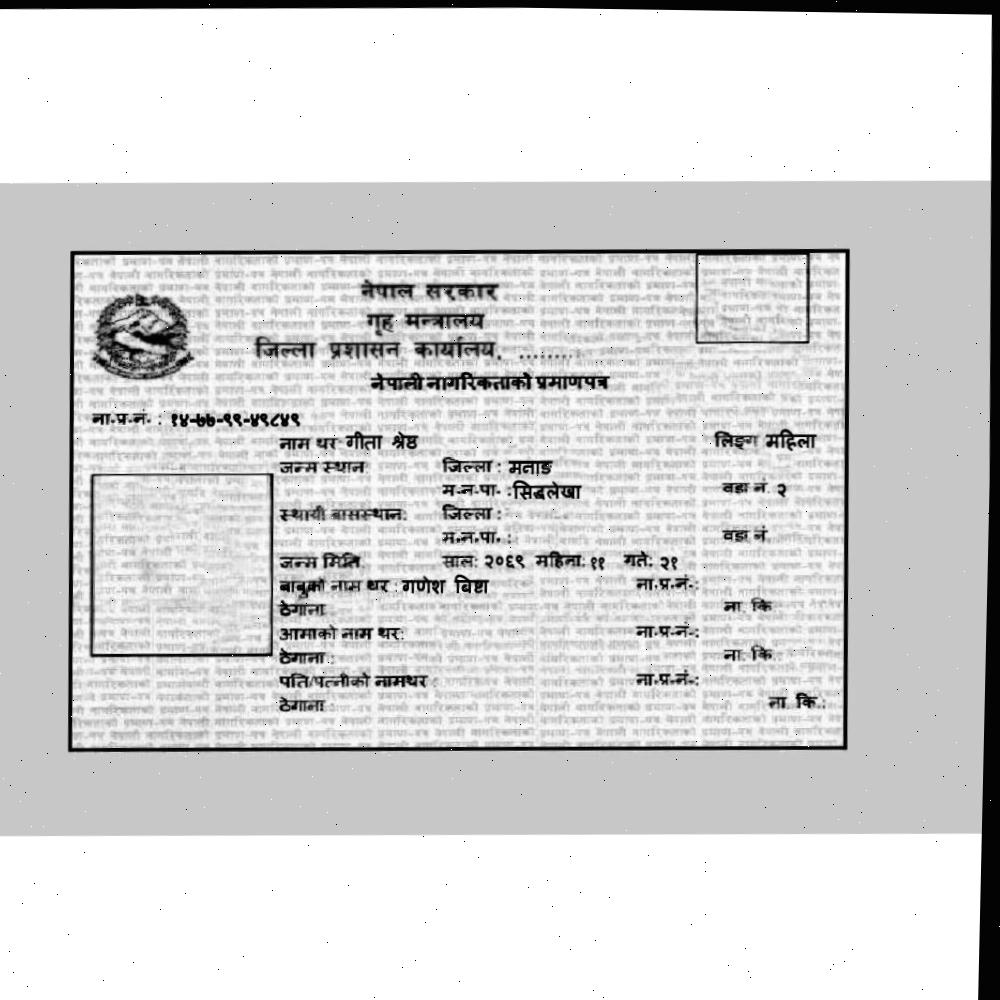 नेपाल सरकार
गृह मन्त्रालय
जिल्ला प्रशासन कार्यालय, ........
नेपाली नागरिकताको प्रमाणपत्र
ना.प्र.नं. : १४-७७-९९-४९८४९
नाम थर गीता श्रेष्ठ लिङ्ग महिला
जन्म स्थान: जिल्ला : मनाङ
म.न.पा. : सिद्धलेखा वडा नं. २
स्थायी बासस्थान: जिल्ला :
म.न.पा. : वडा नं.
जन्म मिति: साल: २०६९ महिना: ११ गते: २१
बाबुको नाम थर : गणेश बिष्ट ना.प्र.नं.:
ठेगाना ना. कि.
आमाको नाम थर: ना.प्र.नं.:
ठेगाना : ना. कि.:
पति/पत्नीको नामथर : ना.प्र.नं.:
ठेगाना : ना. कि.: